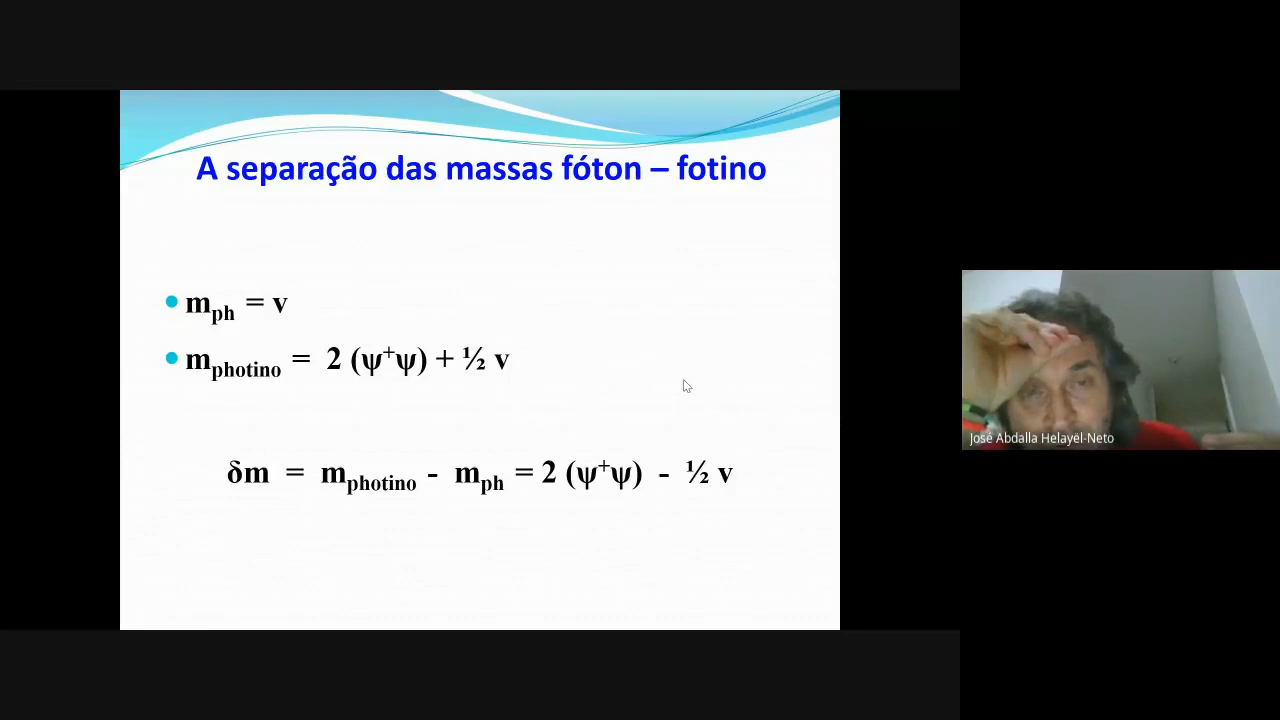 A separação das massas fóton – fotino
• m_ph = v
• m_photino = 2 (ψ⁺ψ) + ½ v
δm = m_photino - m_ph = 2 (ψ⁺ψ) - ½ v
José Abdalla Helayël-Neto